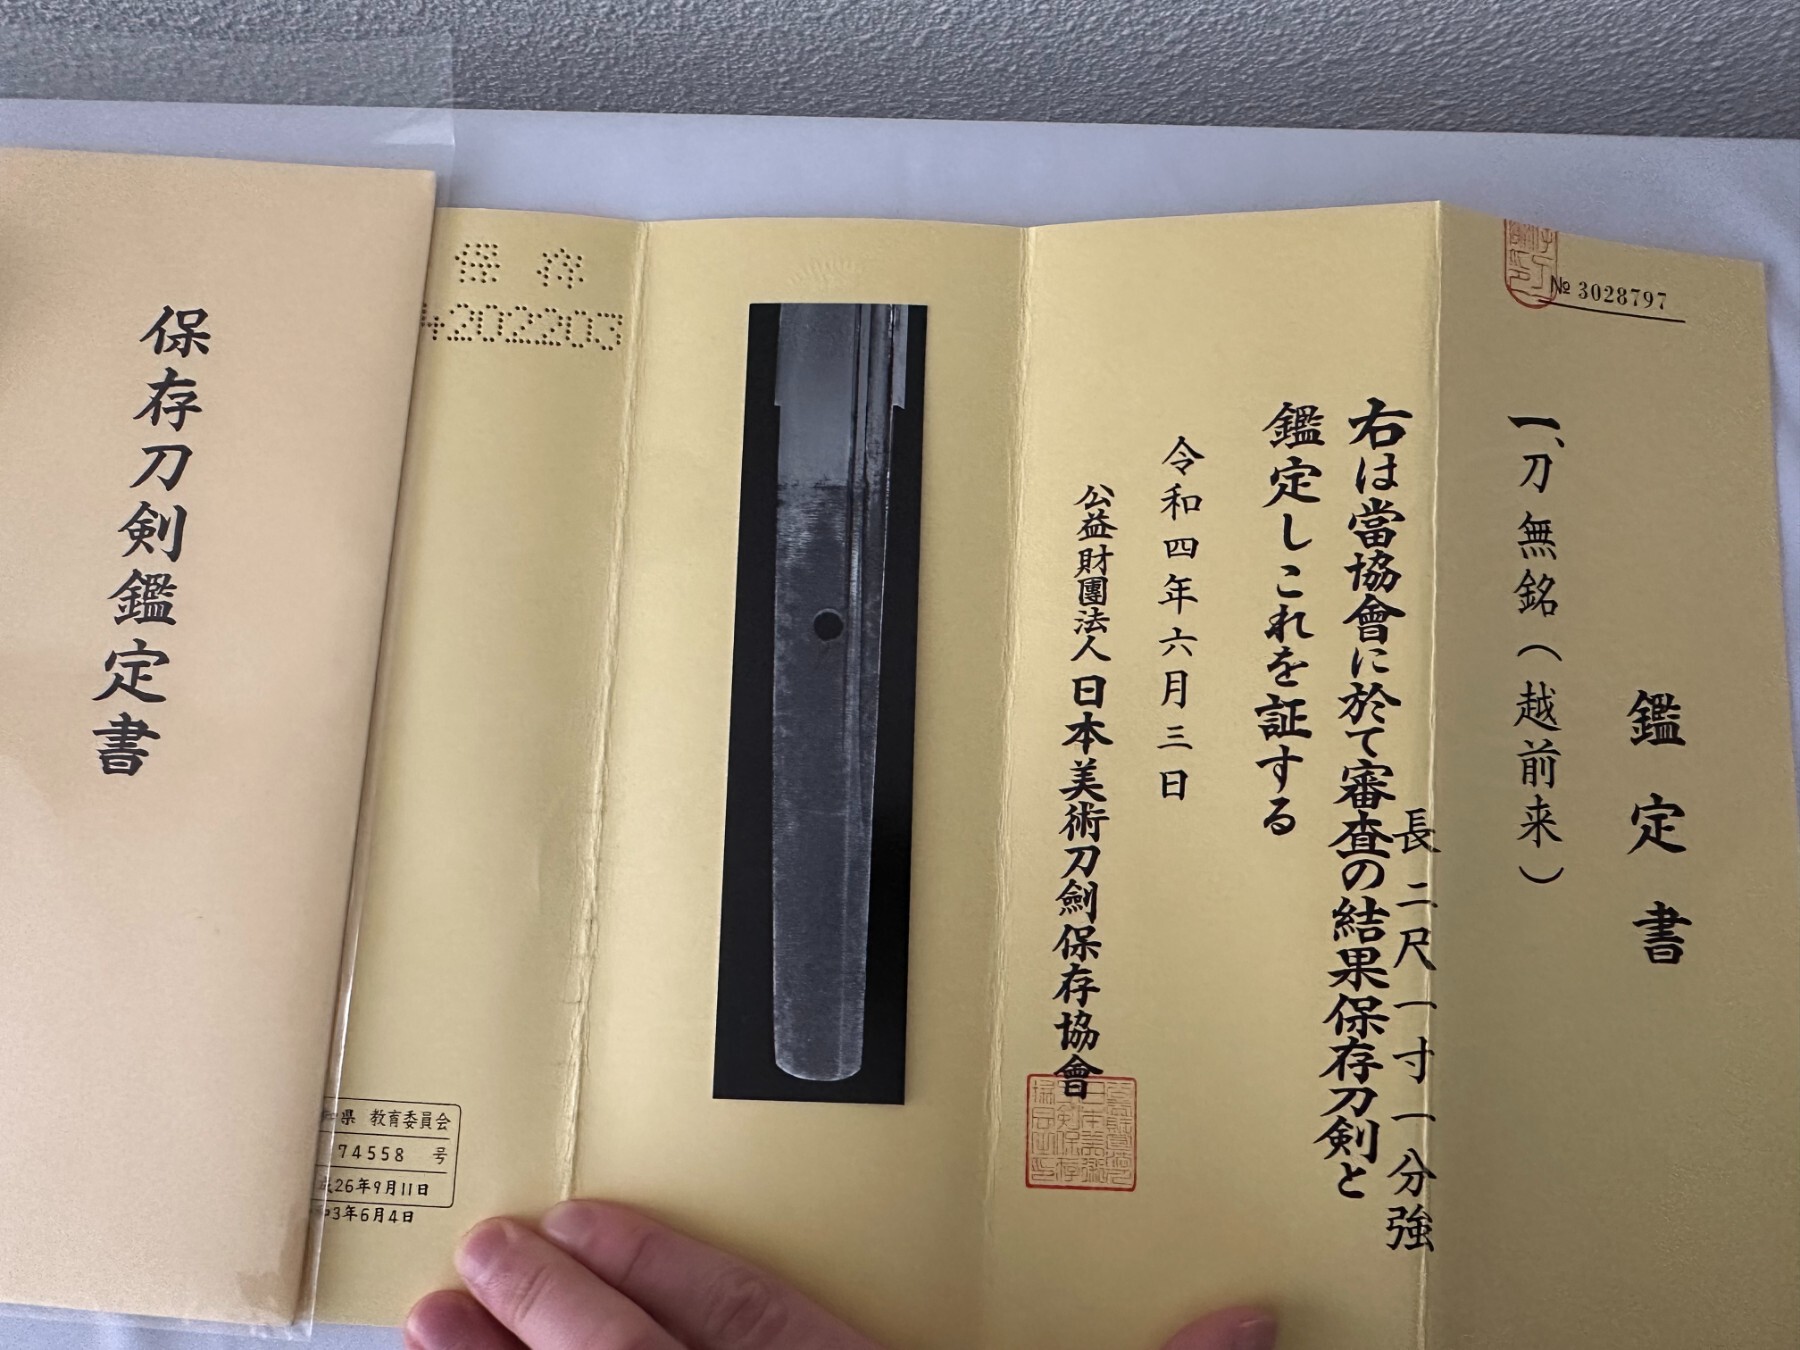 № 3028797
鑑定書
一、刀 無銘（越前来）
長 二尺一寸一分強
右は當協會に於て審査の結果保存刀剣と
鑑定しこれを証する
令和四年六月三日
公益財團法人 日本美術刀劍保存協會
保存
4202203
県 教育委員会
74558 号
26年9月11日
3年6月4日
保存刀剣鑑定書